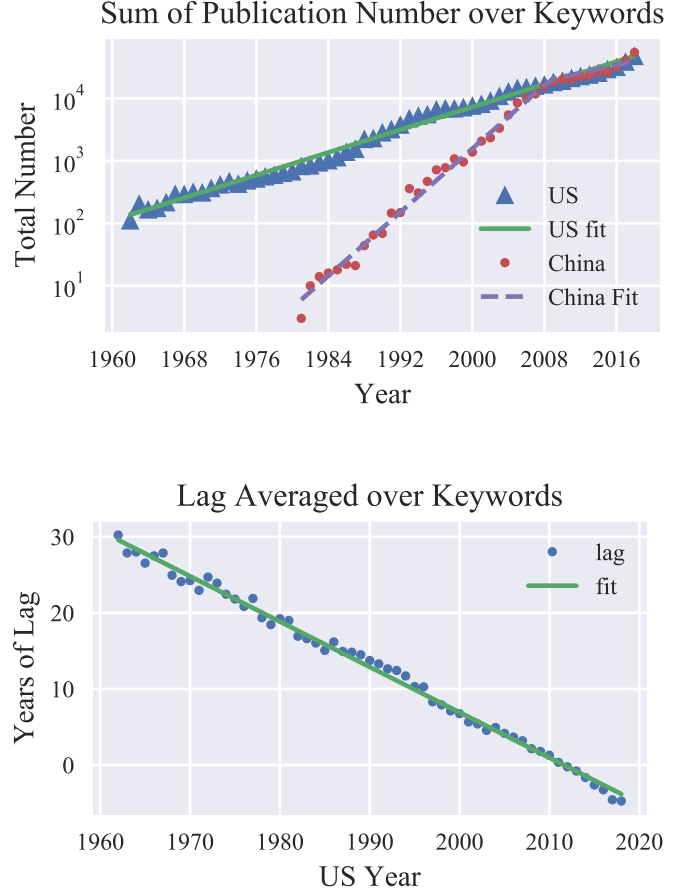 Sum of Publication Number over Keywords
Total Number
10^4
10^3
10^2
10^1
US
US fit
China
China Fit
1960 1968 1976 1984 1992 2000 2008 2016
Year
Lag Averaged over Keywords
Years of Lag
30
20
10
0
lag
fit
1960 1970 1980 1990 2000 2010 2020
US Year